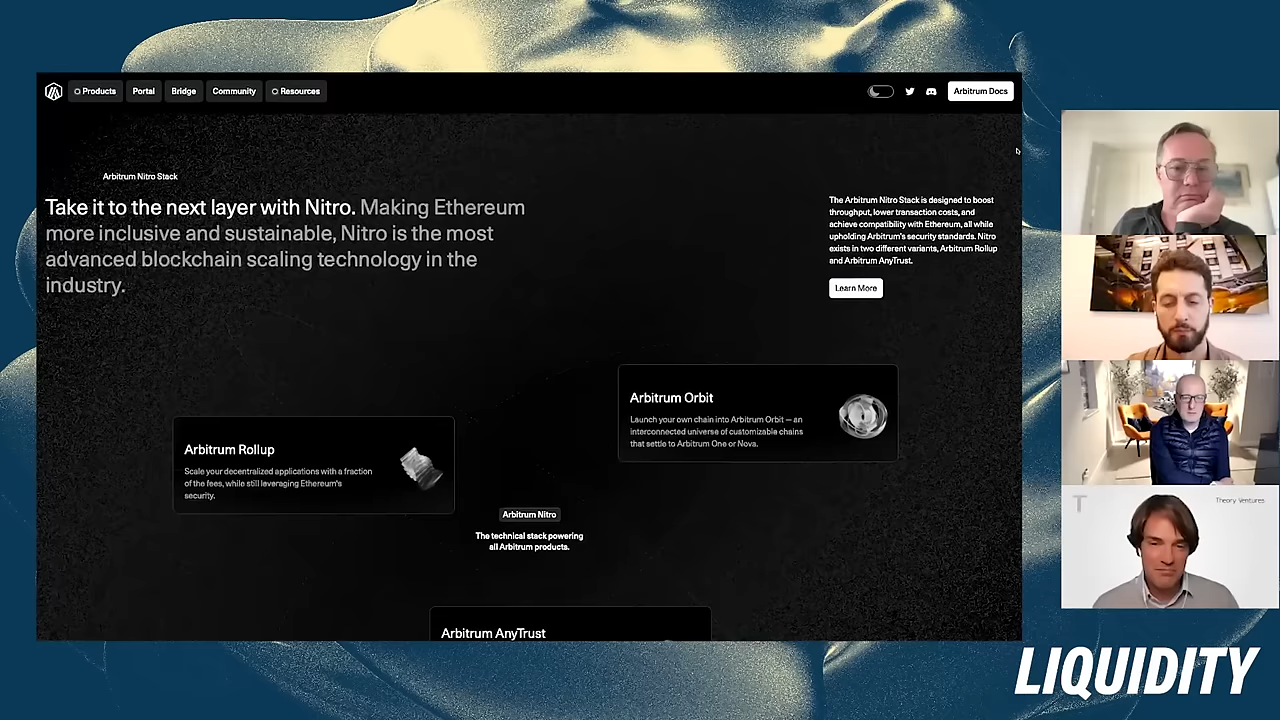 Products
Portal
Bridge
Community
Resources
Arbitrum Docs
Arbitrum Nitro Stack
Take it to the next layer with Nitro. Making Ethereum
more inclusive and sustainable, Nitro is the most
advanced blockchain scaling technology in the
industry.
The Arbitrum Nitro Stack is designed to boost
throughput, lower transaction costs, and
achieve compatibility with Ethereum, all while
upholding Arbitrum's security standards. Nitro
exists in two different variants, Arbitrum Rollup
and Arbitrum AnyTrust.
Learn More
Arbitrum Orbit
Launch your own chain into Arbitrum Orbit — an
interconnected universe of customizable chains
that settle to Arbitrum One or Nova.
Arbitrum Rollup
Scale your decentralized applications with a fraction
of the fees, while still leveraging Ethereum's
security.
Arbitrum Nitro
The technical stack powering
all Arbitrum products.
Arbitrum AnyTrust
T
Theory Ventures
LIQUIDITY